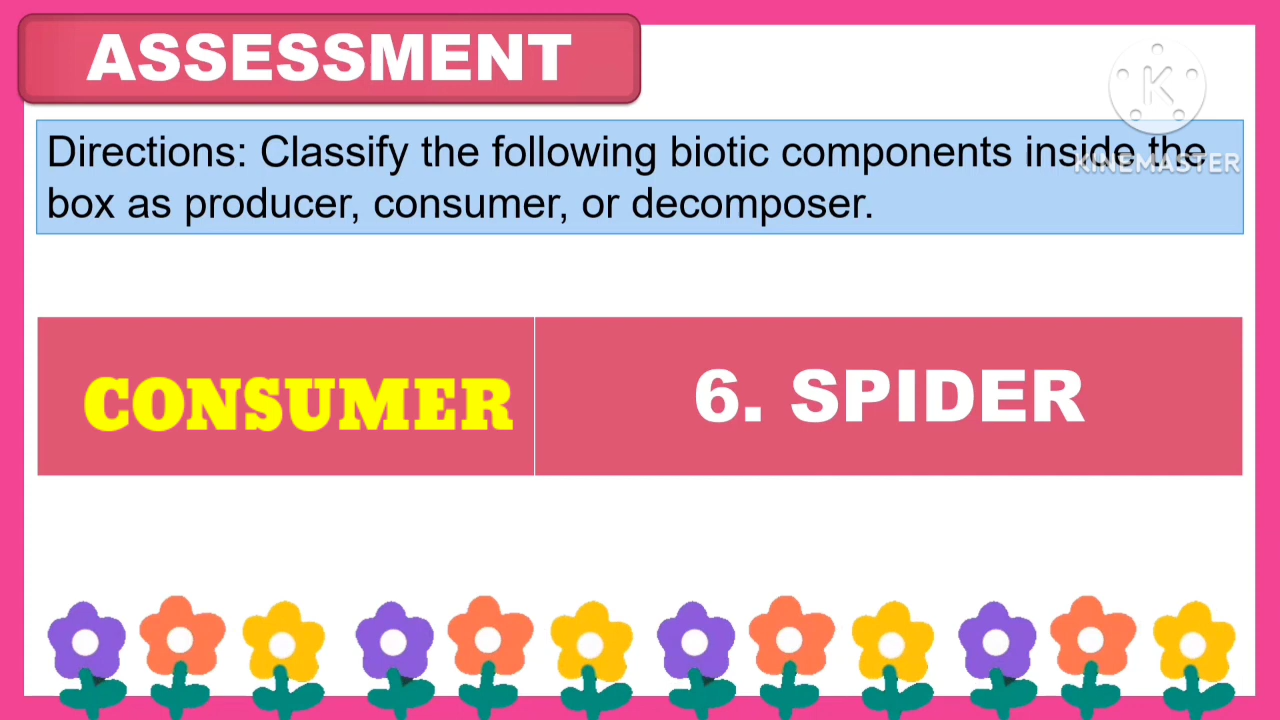 ASSESSMENT
K
KINEMASTER
Directions: Classify the following biotic components inside the
box as producer, consumer, or decomposer.
CONSUMER
6. SPIDER